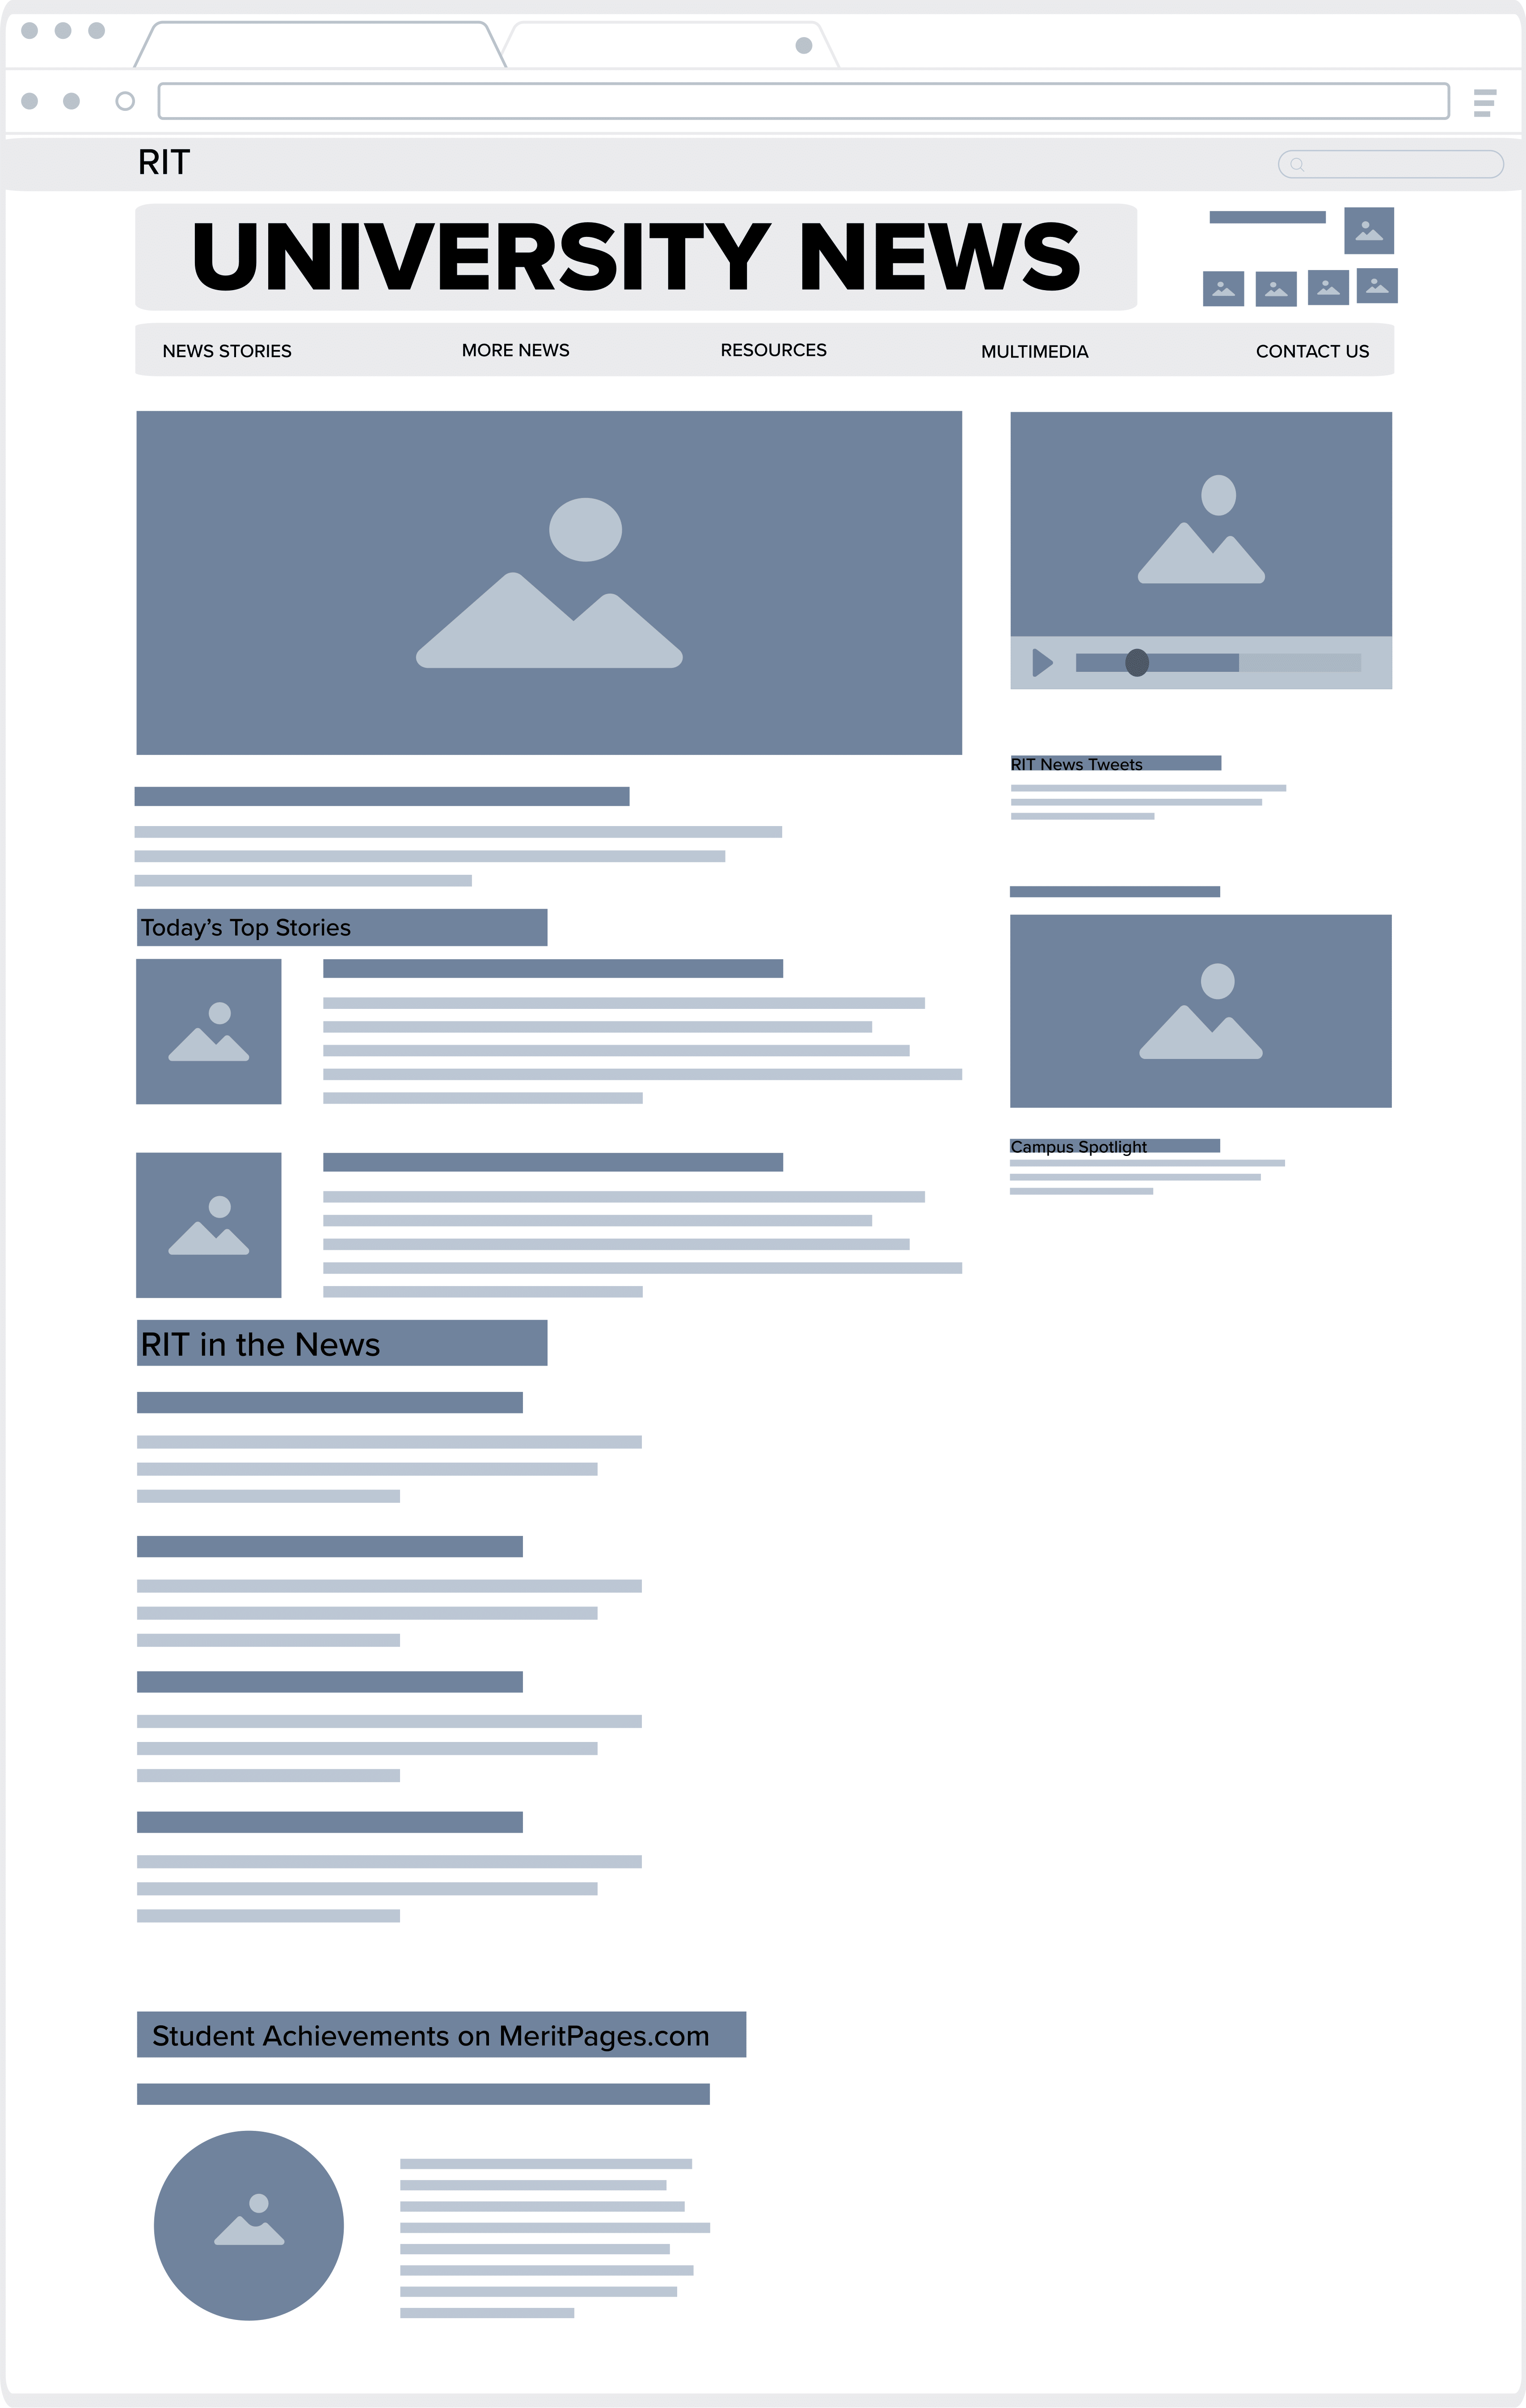 RIT
UNIVERSITY NEWS
NEWS STORIES
MORE NEWS
RESOURCES
MULTIMEDIA
CONTACT US
RIT News Tweets
Today’s Top Stories
Campus Spotlight
RIT in the News
Student Achievements on MeritPages.com